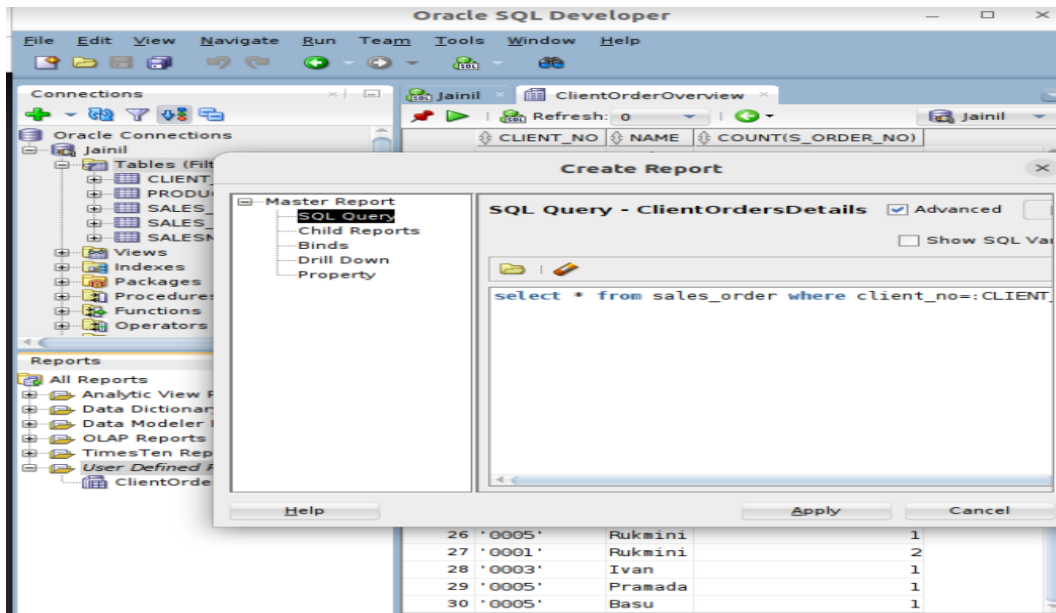 Oracle SQL Developer
File Edit View Navigate Run Team Tools Window Help
Connections
Oracle Connections
Jainil
Tables (Filt
CLIENT_
PRODU
SALES_
SALES_
SALESM
Views
Indexes
Packages
Procedures
Functions
Operators
Reports
All Reports
Analytic View R
Data Dictionar
Data Modeler
OLAP Reports
TimesTen Rep
User Defined R
ClientOrde
Jainil
ClientOrderOverview
Refresh: 0
Jainil
CLIENT_NO NAME COUNT(S_ORDER_NO)
Create Report
Master Report
SQL Query
Child Reports
Binds
Drill Down
Property
SQL Query - ClientOrdersDetails Advanced
Show SQL Var
select * from sales_order where client_no=:CLIENT_
Help Apply Cancel
26 '0005' Rukmini 1
27 '0001' Rukmini 2
28 '0003' Ivan 1
29 '0005' Pramada 1
30 '0005' Basu 1